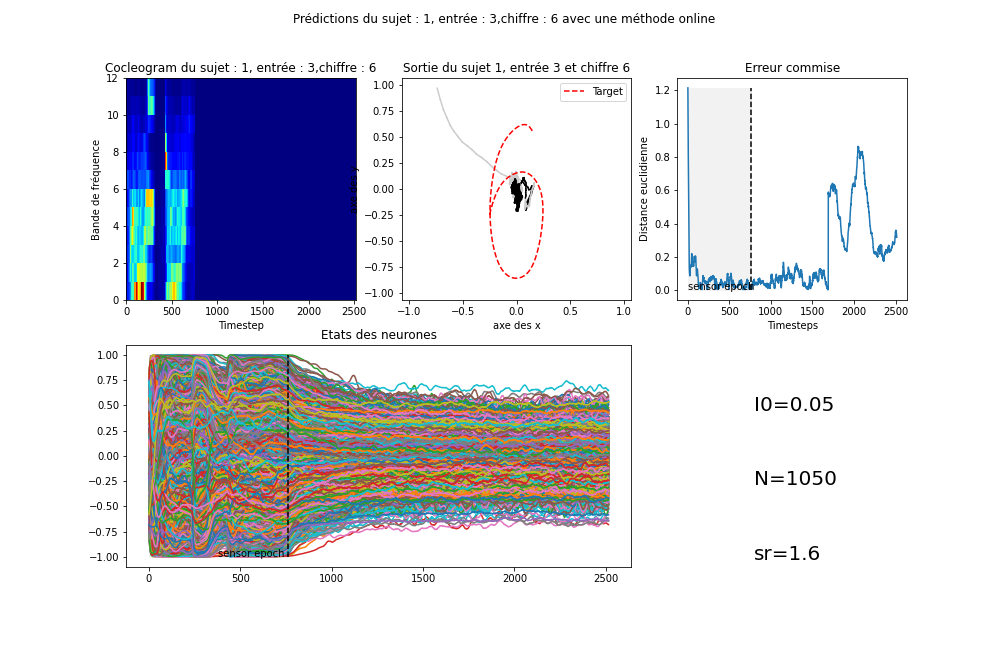 Prédictions du sujet : 1, entrée : 3,chiffre : 6 avec une méthode online
Cocleogram du sujet : 1, entrée : 3,chiffre : 6
Bande de fréquence
12
10
8
6
4
2
0
0 500 1000 1500 2000 2500
Timestep
Sortie du sujet 1, entrée 3 et chiffre 6
Target
1.00
0.75
0.50
0.25
0.00
−0.25
−0.50
−0.75
−1.00
−1.0 −0.5 0.0 0.5 1.0
axe des x
Erreur commise
Distance euclidienne
1.2
1.0
0.8
0.6
0.4
0.2
0.0
sensor epoch
0 500 1000 1500 2000 2500
Timesteps
Etats des neurones
1.00
0.75
0.50
0.25
0.00
−0.25
−0.50
−0.75
−1.00
sensor epoch
0 500 1000 1500 2000 2500
I0=0.05
N=1050
sr=1.6